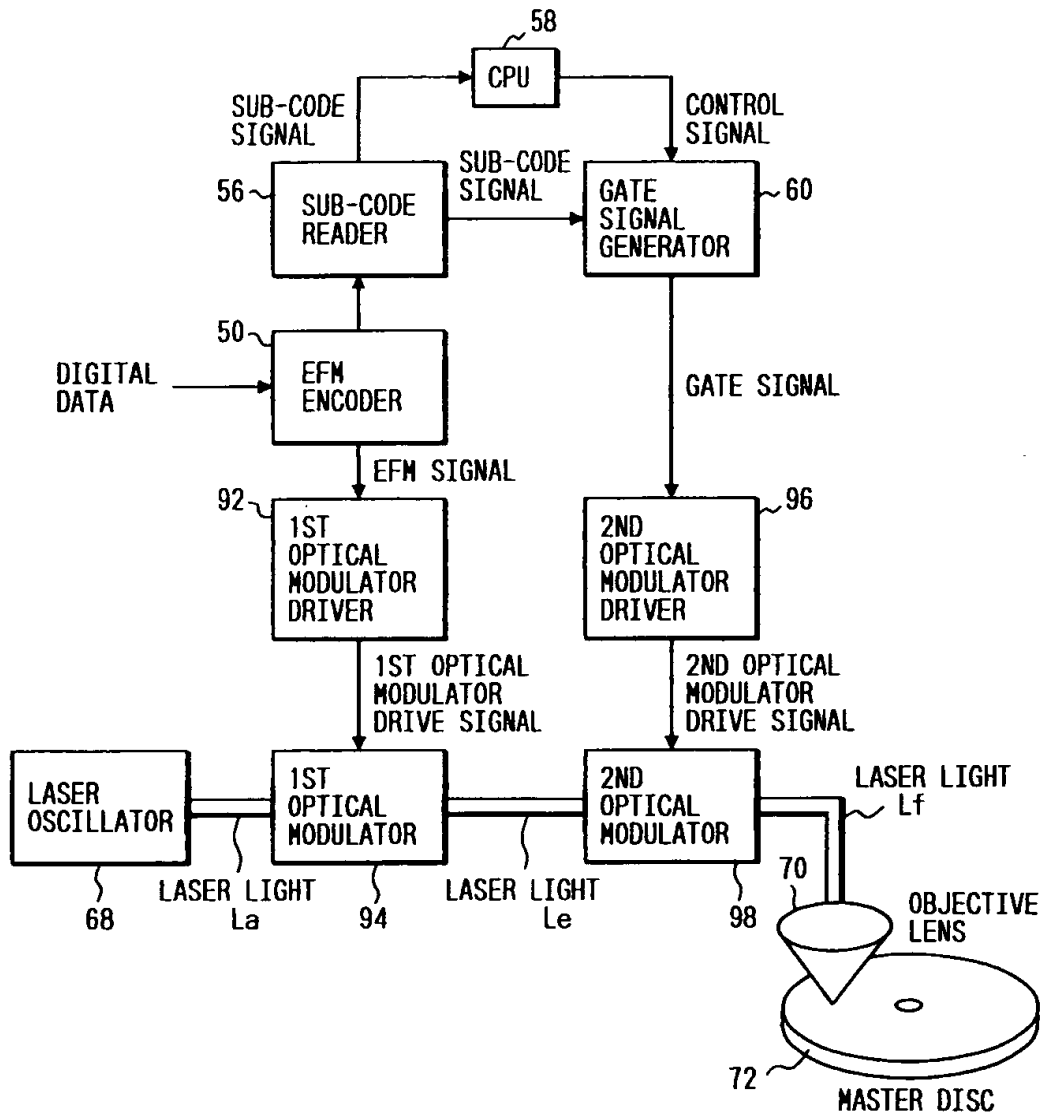 58
CPU
SUB-CODE
SIGNAL
CONTROL
SIGNAL
56
SUB-CODE
READER
SUB-CODE
SIGNAL
60
GATE
SIGNAL
GENERATOR
50
EFM
ENCODER
DIGITAL
DATA
GATE SIGNAL
EFM SIGNAL
92
1ST
OPTICAL
MODULATOR
DRIVER
96
2ND
OPTICAL
MODULATOR
DRIVER
1ST OPTICAL
MODULATOR
DRIVE SIGNAL
2ND OPTICAL
MODULATOR
DRIVE SIGNAL
LASER
OSCILLATOR
68
LASER LIGHT
La
1ST
OPTICAL
MODULATOR
94
LASER LIGHT
Le
2ND
OPTICAL
MODULATOR
98
LASER LIGHT
Lf
70
OBJECTIVE
LENS
72
MASTER DISC